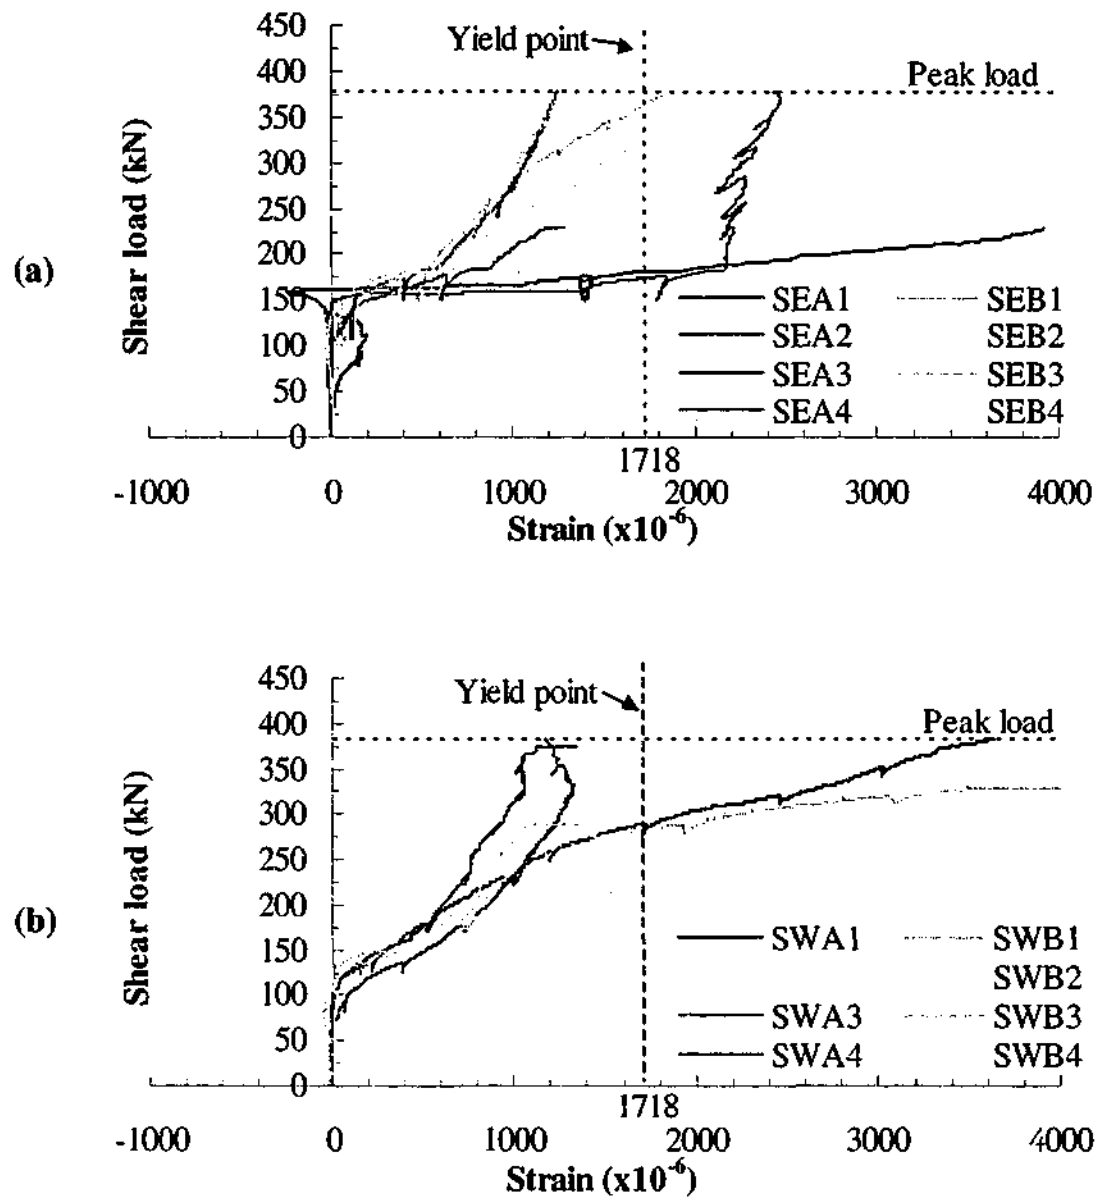 (a)
Shear load (kN)
450
400
350
300
250
200
150
100
50
0
Yield point
Peak load
SEA1 SEB1
SEA2 SEB2
SEA3 SEB3
SEA4 SEB4
1718
-1000 0 1000 2000 3000 4000
Strain (x10-6)
(b)
Shear load (kN)
450
400
350
300
250
200
150
100
50
0
Yield point
Peak load
SWA1 SWB1
SWB2
SWA3 SWB3
SWA4 SWB4
1718
-1000 0 1000 2000 3000 4000
Strain (x10-6)